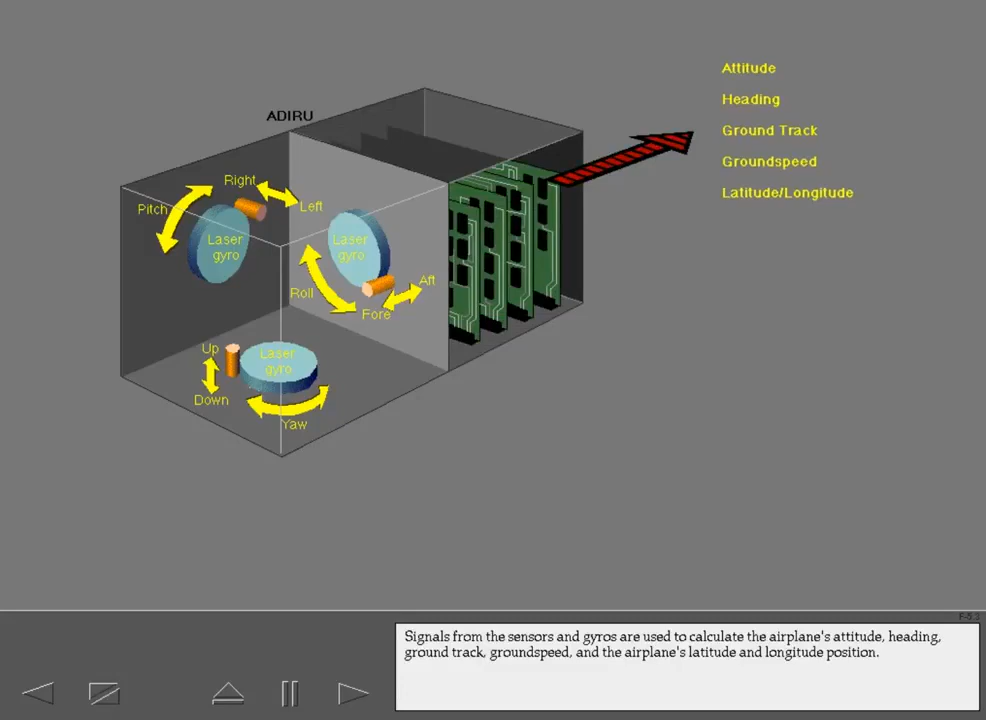 Attitude
Heading
ADIRU
Ground Track
Groundspeed
Right
Latitude/Longitude
Pitch
Left
Laser
gyro
Laser
gyro
Aft
Roll
Fore
Up
Laser
gyro
Down
Yaw
Signals from the sensors and gyros are used to calculate the airplane's attitude, heading,
ground track, groundspeed, and the airplane's latitude and longitude position.